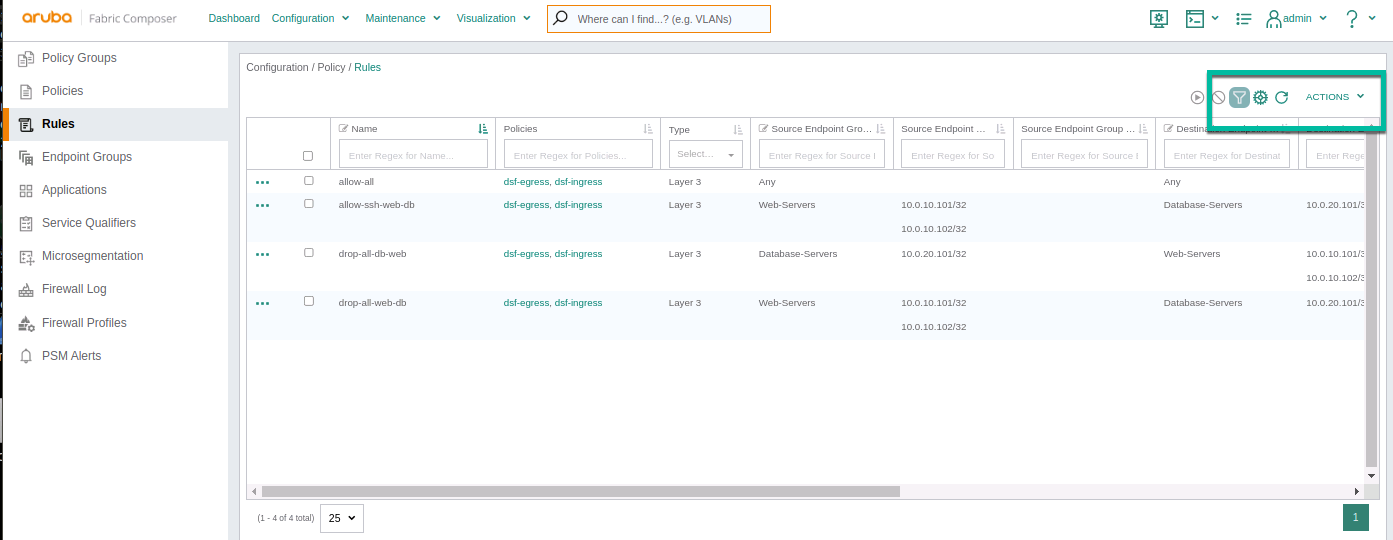 aruba Fabric Composer Dashboard Configuration Maintenance Visualization Where can I find...? (e.g. VLANs) admin
Policy Groups
Policies
Rules
Endpoint Groups
Applications
Service Qualifiers
Microsegmentation
Firewall Log
Firewall Profiles
PSM Alerts
Configuration / Policy / Rules
ACTIONS
Name Policies Type Source Endpoint Gro... Source Endpoint ... Source Endpoint Group ...
Enter Regex for Name... Enter Regex for Policies... Select... Enter Regex for Source Enter Regex for So Enter Regex for Source Enter Regex for Destinat Enter Rege
allow-all dsf-egress, dsf-ingress Layer 3 Any Any
allow-ssh-web-db dsf-egress, dsf-ingress Layer 3 Web-Servers 10.0.10.101/32 Database-Servers 10.0.20.101/3
10.0.10.102/32
drop-all-db-web dsf-egress, dsf-ingress Layer 3 Database-Servers 10.0.20.101/32 Web-Servers 10.0.10.101/3
10.0.10.102/3
drop-all-web-db dsf-egress, dsf-ingress Layer 3 Web-Servers 10.0.10.101/32 Database-Servers 10.0.20.101/3
10.0.10.102/32
(1 - 4 of 4 total) 25 1